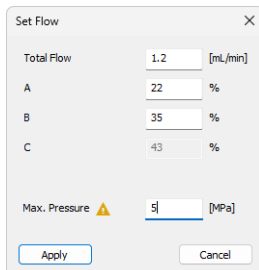 Set Flow
Total Flow 1.2 [mL/min]
A 22 %
B 35 %
C 43 %
Max. Pressure 5 [MPa]
Apply Cancel